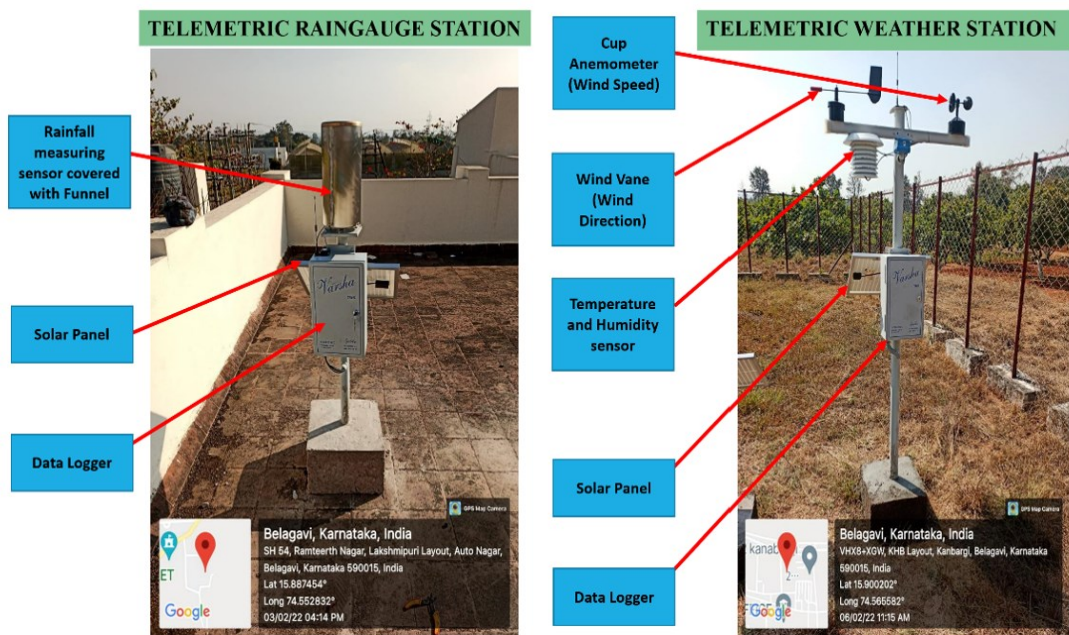 TELEMETRIC RAINGAUGE STATION
Rainfall
measuring
sensor covered
with Funnel
Solar Panel
Data Logger
Varsha
GPS Map Camera
ET
Google
Belagavi, Karnataka, India
SH 54, Ramteerth Nagar, Lakshmipuri Layout, Auto Nagar,
Belagavi, Karnataka 590015, India
Lat 15.887454°
Long 74.552832°
03/02/22 04:14 PM
TELEMETRIC WEATHER STATION
Cup
Anemometer
(Wind Speed)
Wind Vane
(Wind
Direction)
Temperature
and Humidity
sensor
Solar Panel
Data Logger
Varsha
GPS Map Camera
Google
Belagavi, Karnataka, India
VHX8+XGW, KHB Layout, Kanbargi, Belagavi, Karnataka
590015, India
Lat 15.900202°
Long 74.565582°
06/02/22 11:15 AM